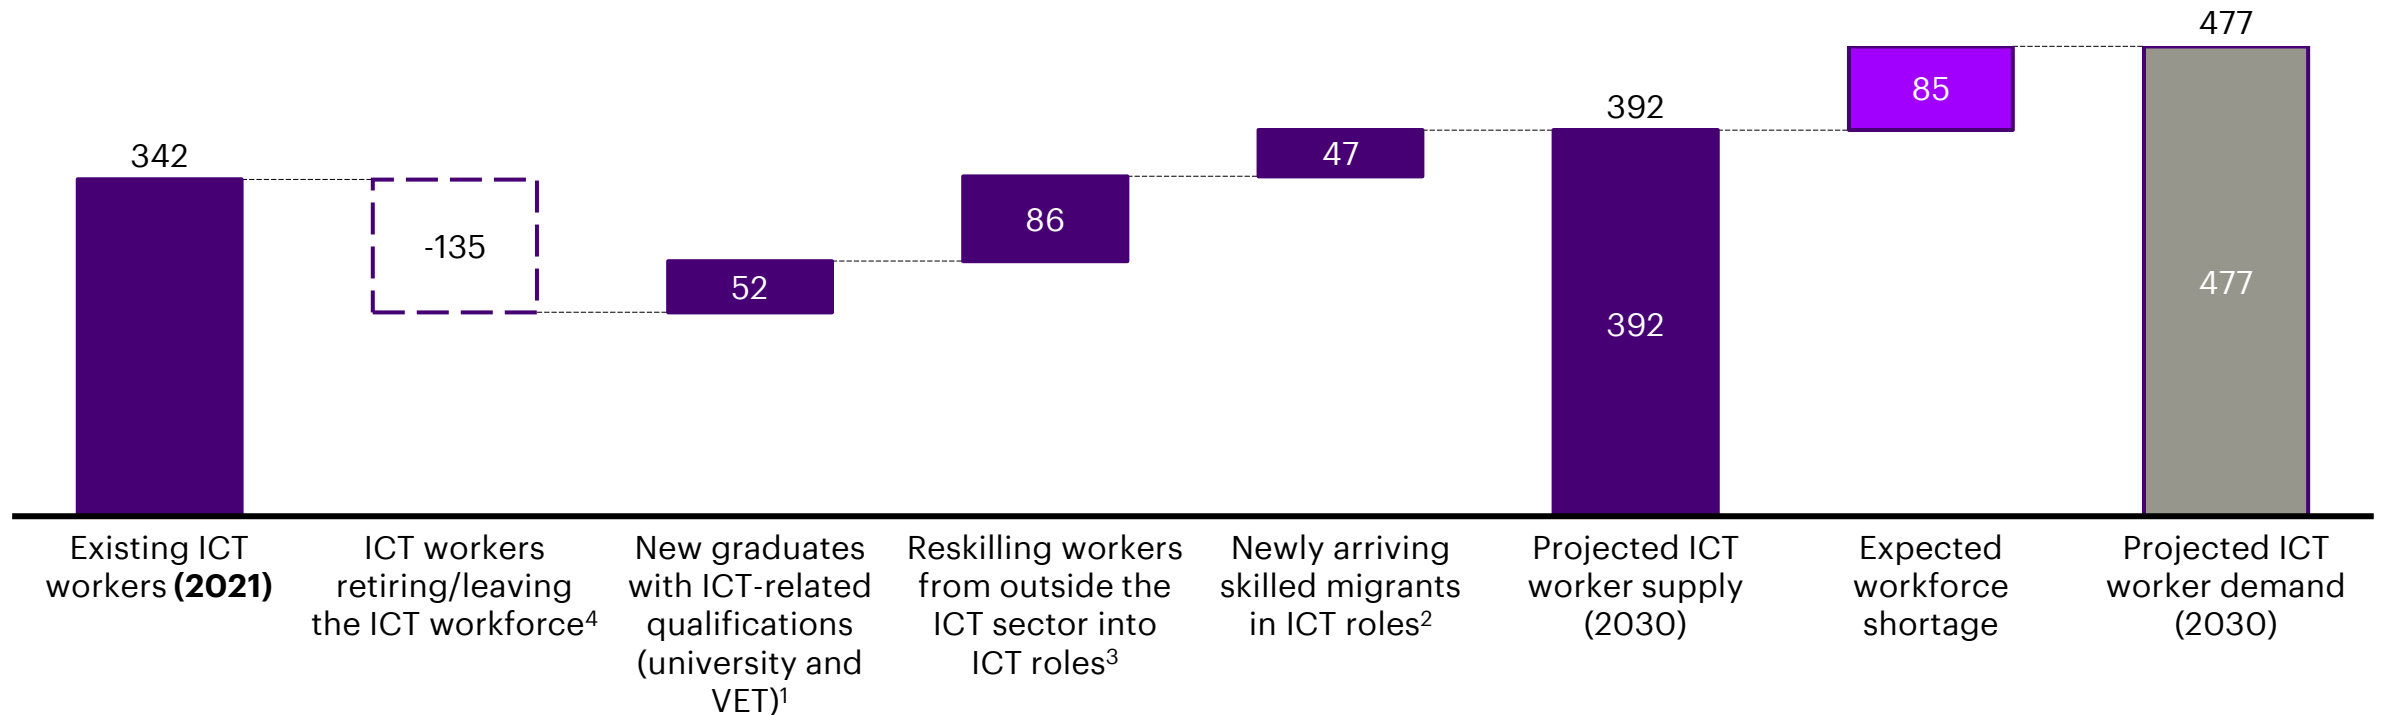 477
392
85
342
47
86
-135
52
477
392
Existing ICT
workers (2021)
ICT workers
retiring/leaving
the ICT workforce⁴
New graduates
with ICT-related
qualifications
(university and
VET)¹
Reskilling workers
from outside the
ICT sector into
ICT roles³
Newly arriving
skilled migrants
in ICT roles²
Projected ICT
worker supply
(2030)
Expected
workforce
shortage
Projected ICT
worker demand
(2030)